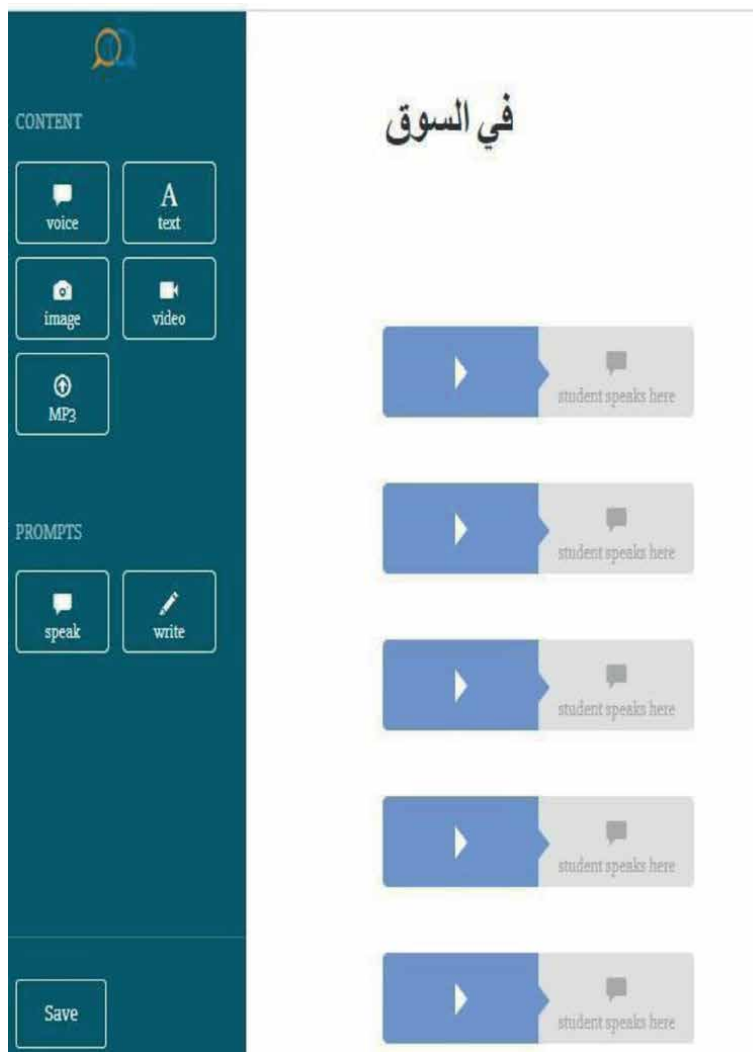 CONTENT
voice
text
image
video
MP3
PROMPTS
speak
write
Save
في السوق
student speaks here
student speaks here
student speaks here
student speaks here
student speaks here